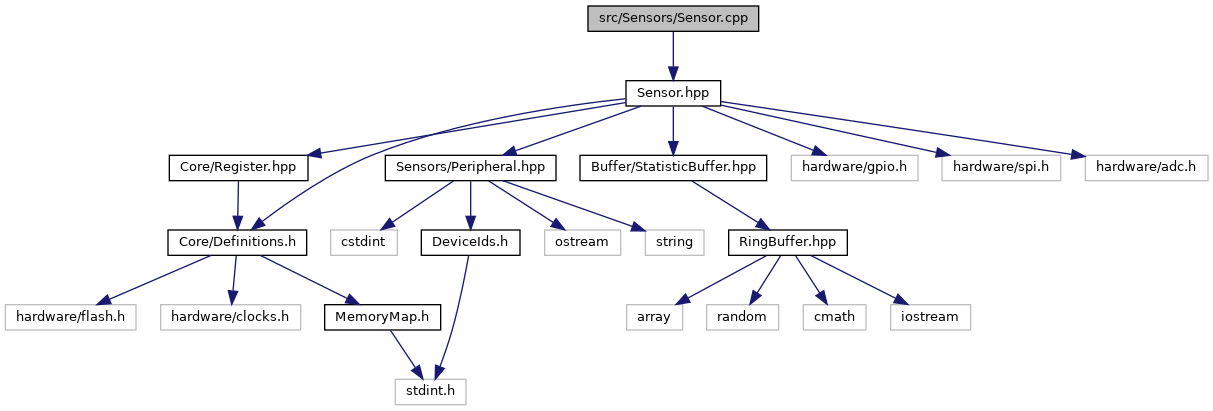 src/Sensors/Sensor.cpp
Sensor.hpp
Core/Register.hpp
Sensors/Peripheral.hpp
Buffer/StatisticBuffer.hpp
hardware/gpio.h
hardware/spi.h
hardware/adc.h
Core/Definitions.h
cstdint
DeviceIds.h
ostream
string
RingBuffer.hpp
hardware/flash.h
hardware/clocks.h
MemoryMap.h
array
random
cmath
iostream
stdint.h